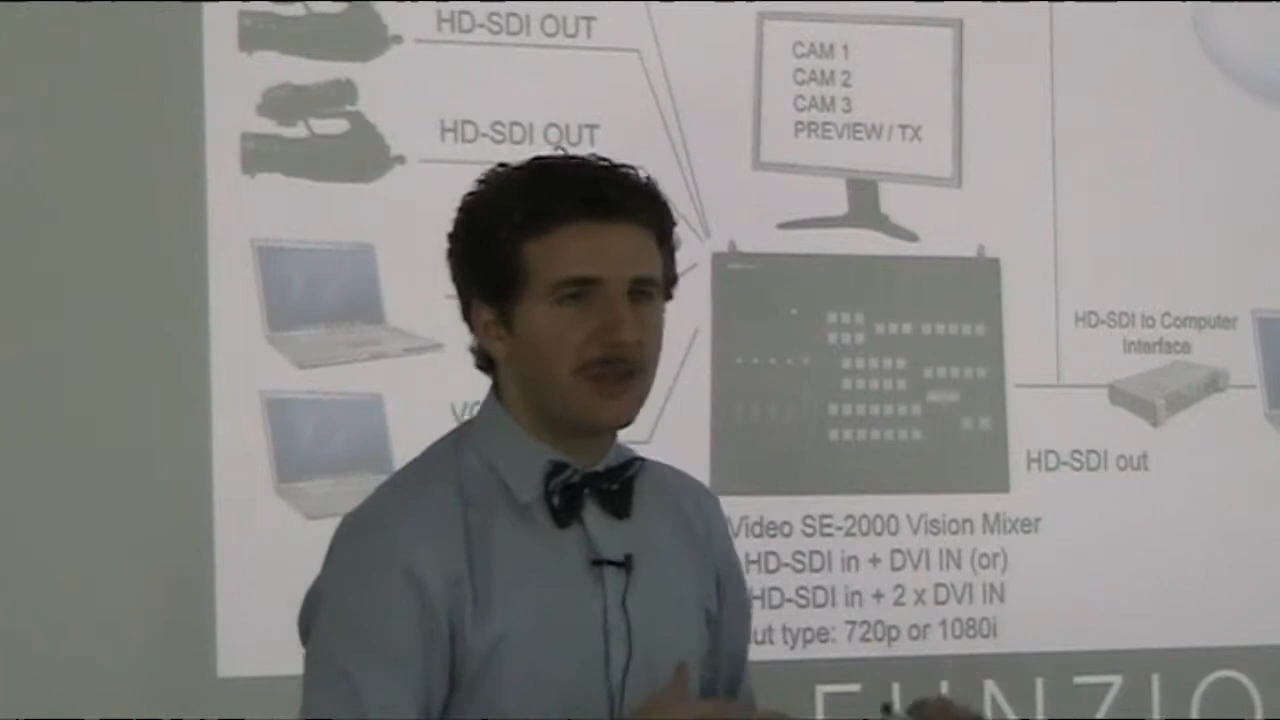 HD-SDI OUT
HD-SDI OUT
CAM 1
CAM 2
CAM 3
PREVIEW / TX
HD-SDI to Computer
Interface
HD-SDI out
Video SE-2000 Vision Mixer
HD-SDI in + DVI IN (or)
HD-SDI in + 2 x DVI IN
ut type: 720p or 1080i
FUNZIO